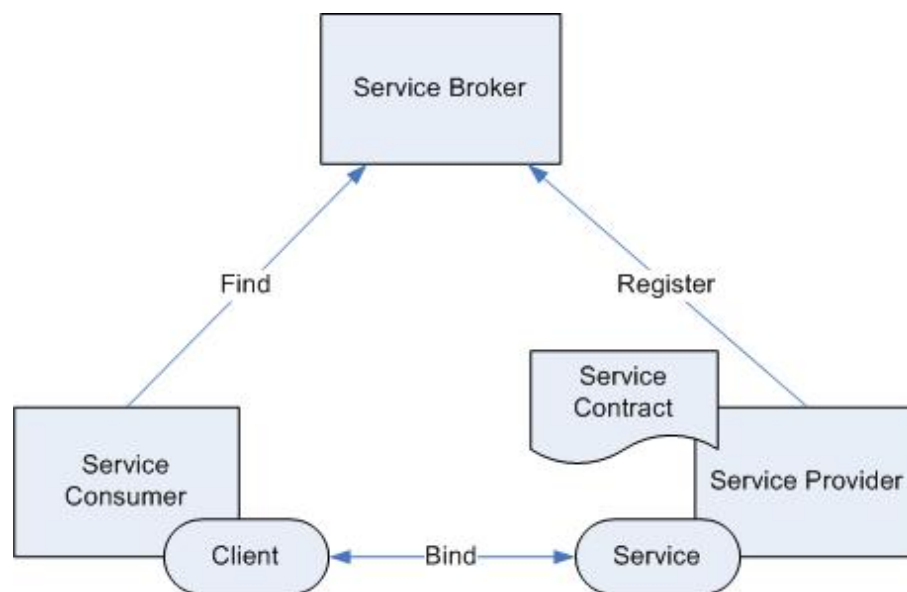 Service Broker
Find
Register
Service
Contract
Service
Consumer
Service Provider
Client
Bind
Service